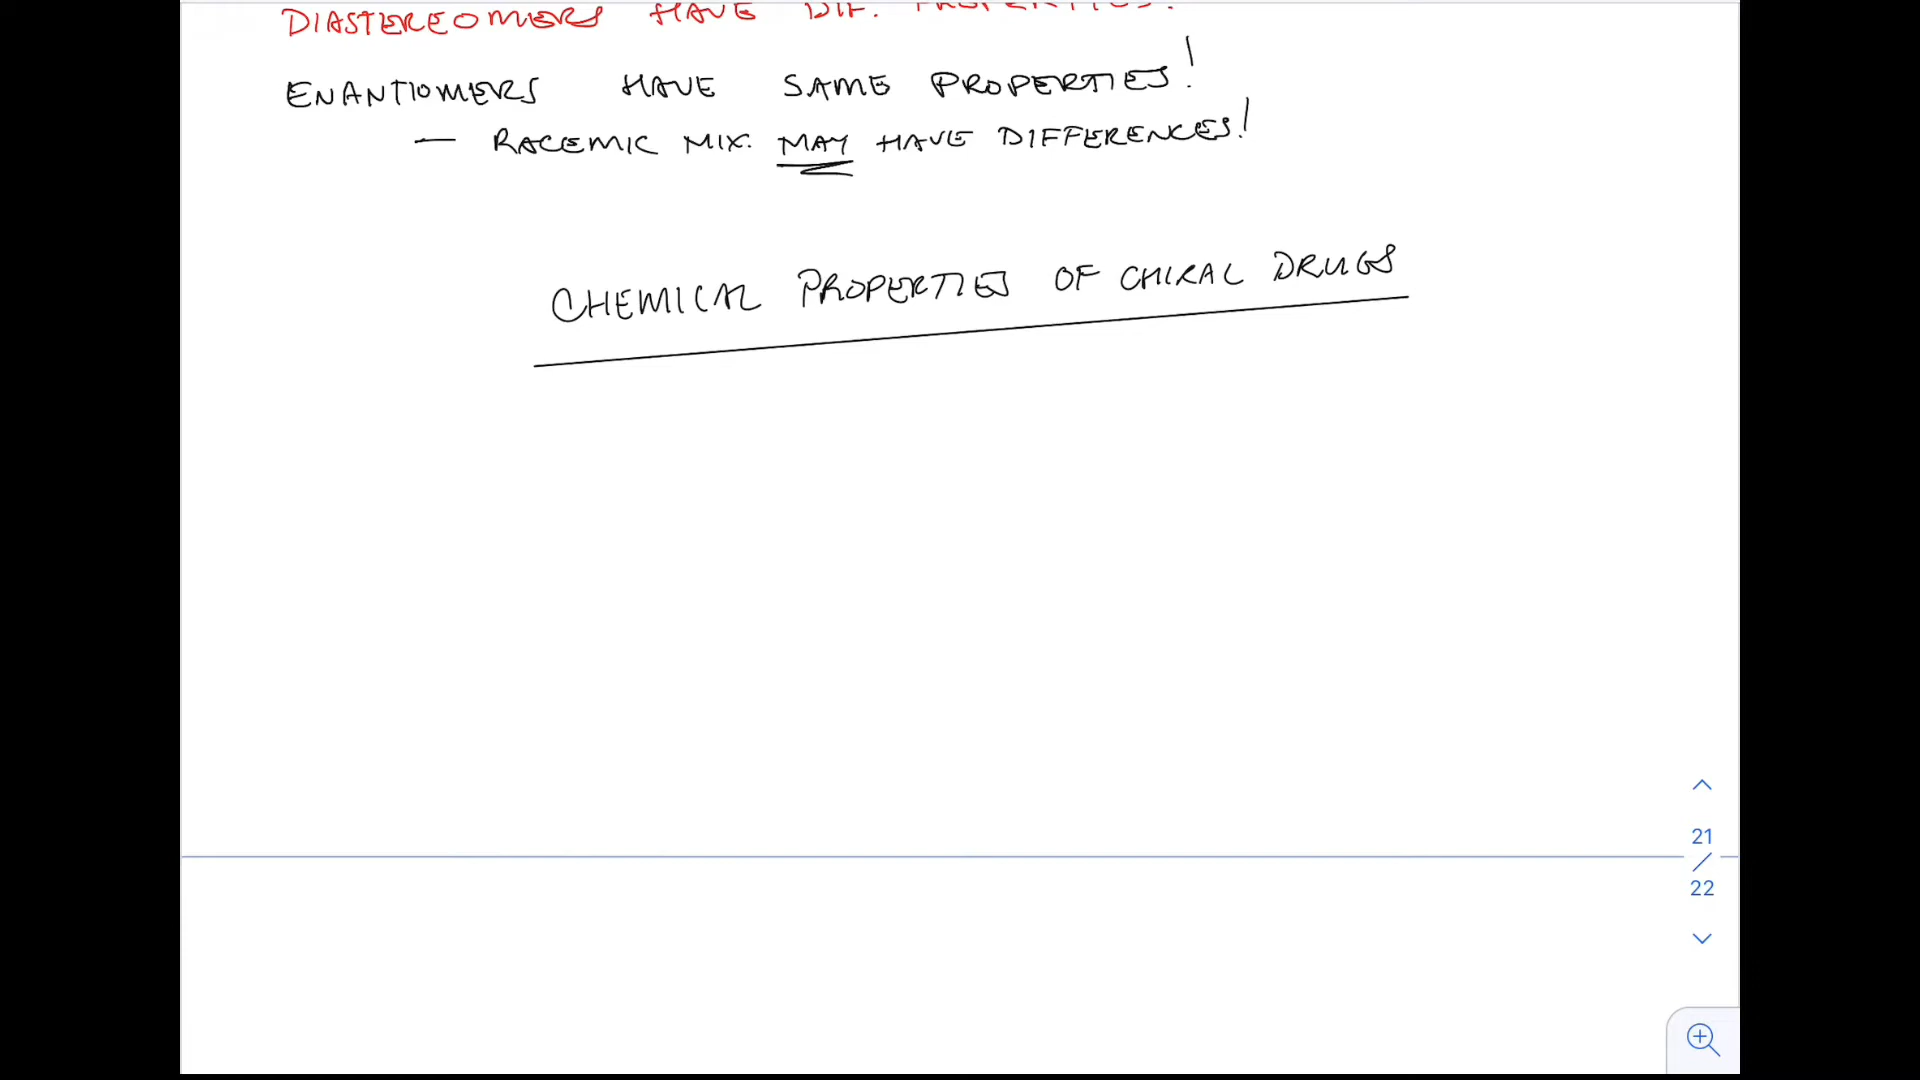 DIASTEREOMERS HAVE DIF. PROPERTIES!
ENANTIOMERS HAVE SAME PROPERTIES!
— RACEMIC MIX. MAY HAVE DIFFERENCES!
CHEMICAL PROPERTIES OF CHIRAL DRUGS
21
/
22